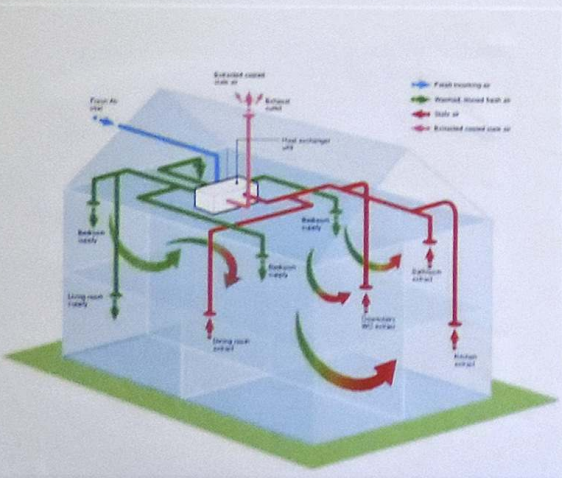 Extracted cooled
stale air
Fresh Air
inlet
Exhaust
outlet
Heat exchanger
unit
Fresh incoming air
Warmed, filtered fresh air
Stale air
Extracted cooled stale air
Bedroom
supply
Bedroom
supply
Bedroom
supply
Living room
supply
Dining room
extract
Downstairs
WC extract
Bathroom
extract
Kitchen
extract